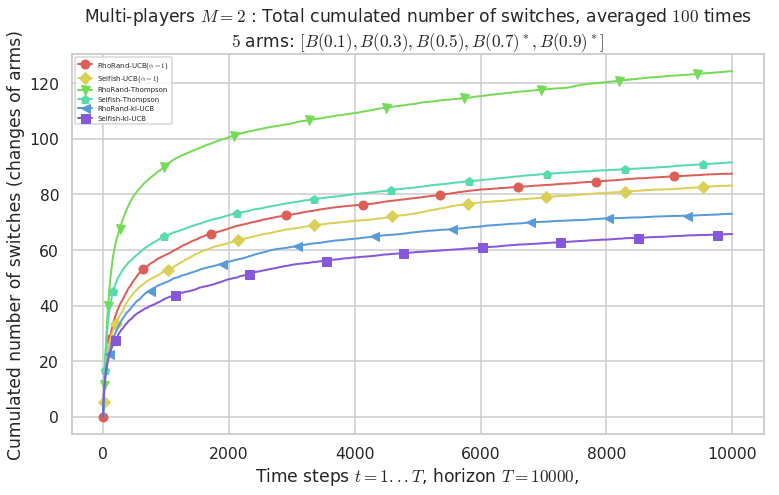 Multi-players M = 2 : Total cumulated number of switches, averaged 100 times
5 arms: [B(0.1), B(0.3), B(0.5), B(0.7)*, B(0.9)*]
Cumulated number of switches (changes of arms)
120
100
80
60
40
20
0
RhoRand-UCB(α=1)
Selfish-UCB(α=1)
RhoRand-Thompson
Selfish-Thompson
RhoRand-kl-UCB
Selfish-kl-UCB
0 2000 4000 6000 8000 10000
Time steps t = 1...T, horizon T = 10000,